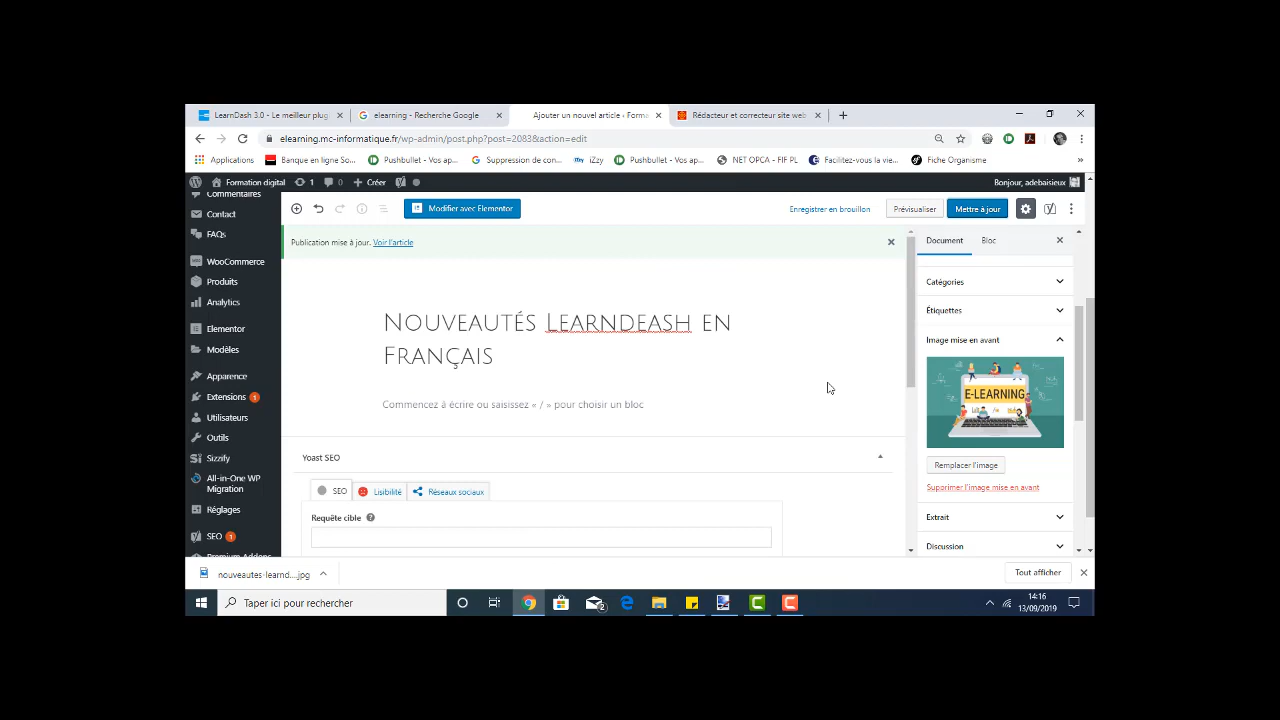 LearnDash 3.0 - Le meilleur plug
elearning - Recherche Google
Ajouter un nouvel article ‹ Forma
Rédacteur et correcteur site web
elearning.mc-informatique.fr/wp-admin/post.php?post=2083&action=edit
Applications
Banque en ligne So...
Pushbullet - Vos ap...
Suppression de con...
iZzy
Pushbullet - Vos ap...
NET OPCA - FIF PL
Facilitez-vous la vie...
Fiche Organisme
»
Formation digital
1
0
Créer
Bonjour, adebaisieux
Commentaires
Contact
FAQs
WooCommerce
Produits
Analytics
Elementor
Modèles
Apparence
Extensions 1
Utilisateurs
Outils
Sizzify
All-in-One WP
Migration
Réglages
SEO 1
Premium Addons
Modifier avec Elementor
Enregistrer en brouillon
Prévisualiser
Mettre à jour
Publication mise à jour. Voir l'article
Nouveautés Learndeash en
Français
Commencez à écrire ou saisissez « / » pour choisir un bloc
Yoast SEO
SEO
Lisibilité
Réseaux sociaux
Requête cible
Document
Bloc
Catégories
Étiquettes
Image mise en avant
E-LEARNING
Remplacer l'image
Supprimer l'image mise en avant
Extrait
Discussion
nouveautes-learnd....jpg
Tout afficher
Taper ici pour rechercher
2
14:16
13/09/2019